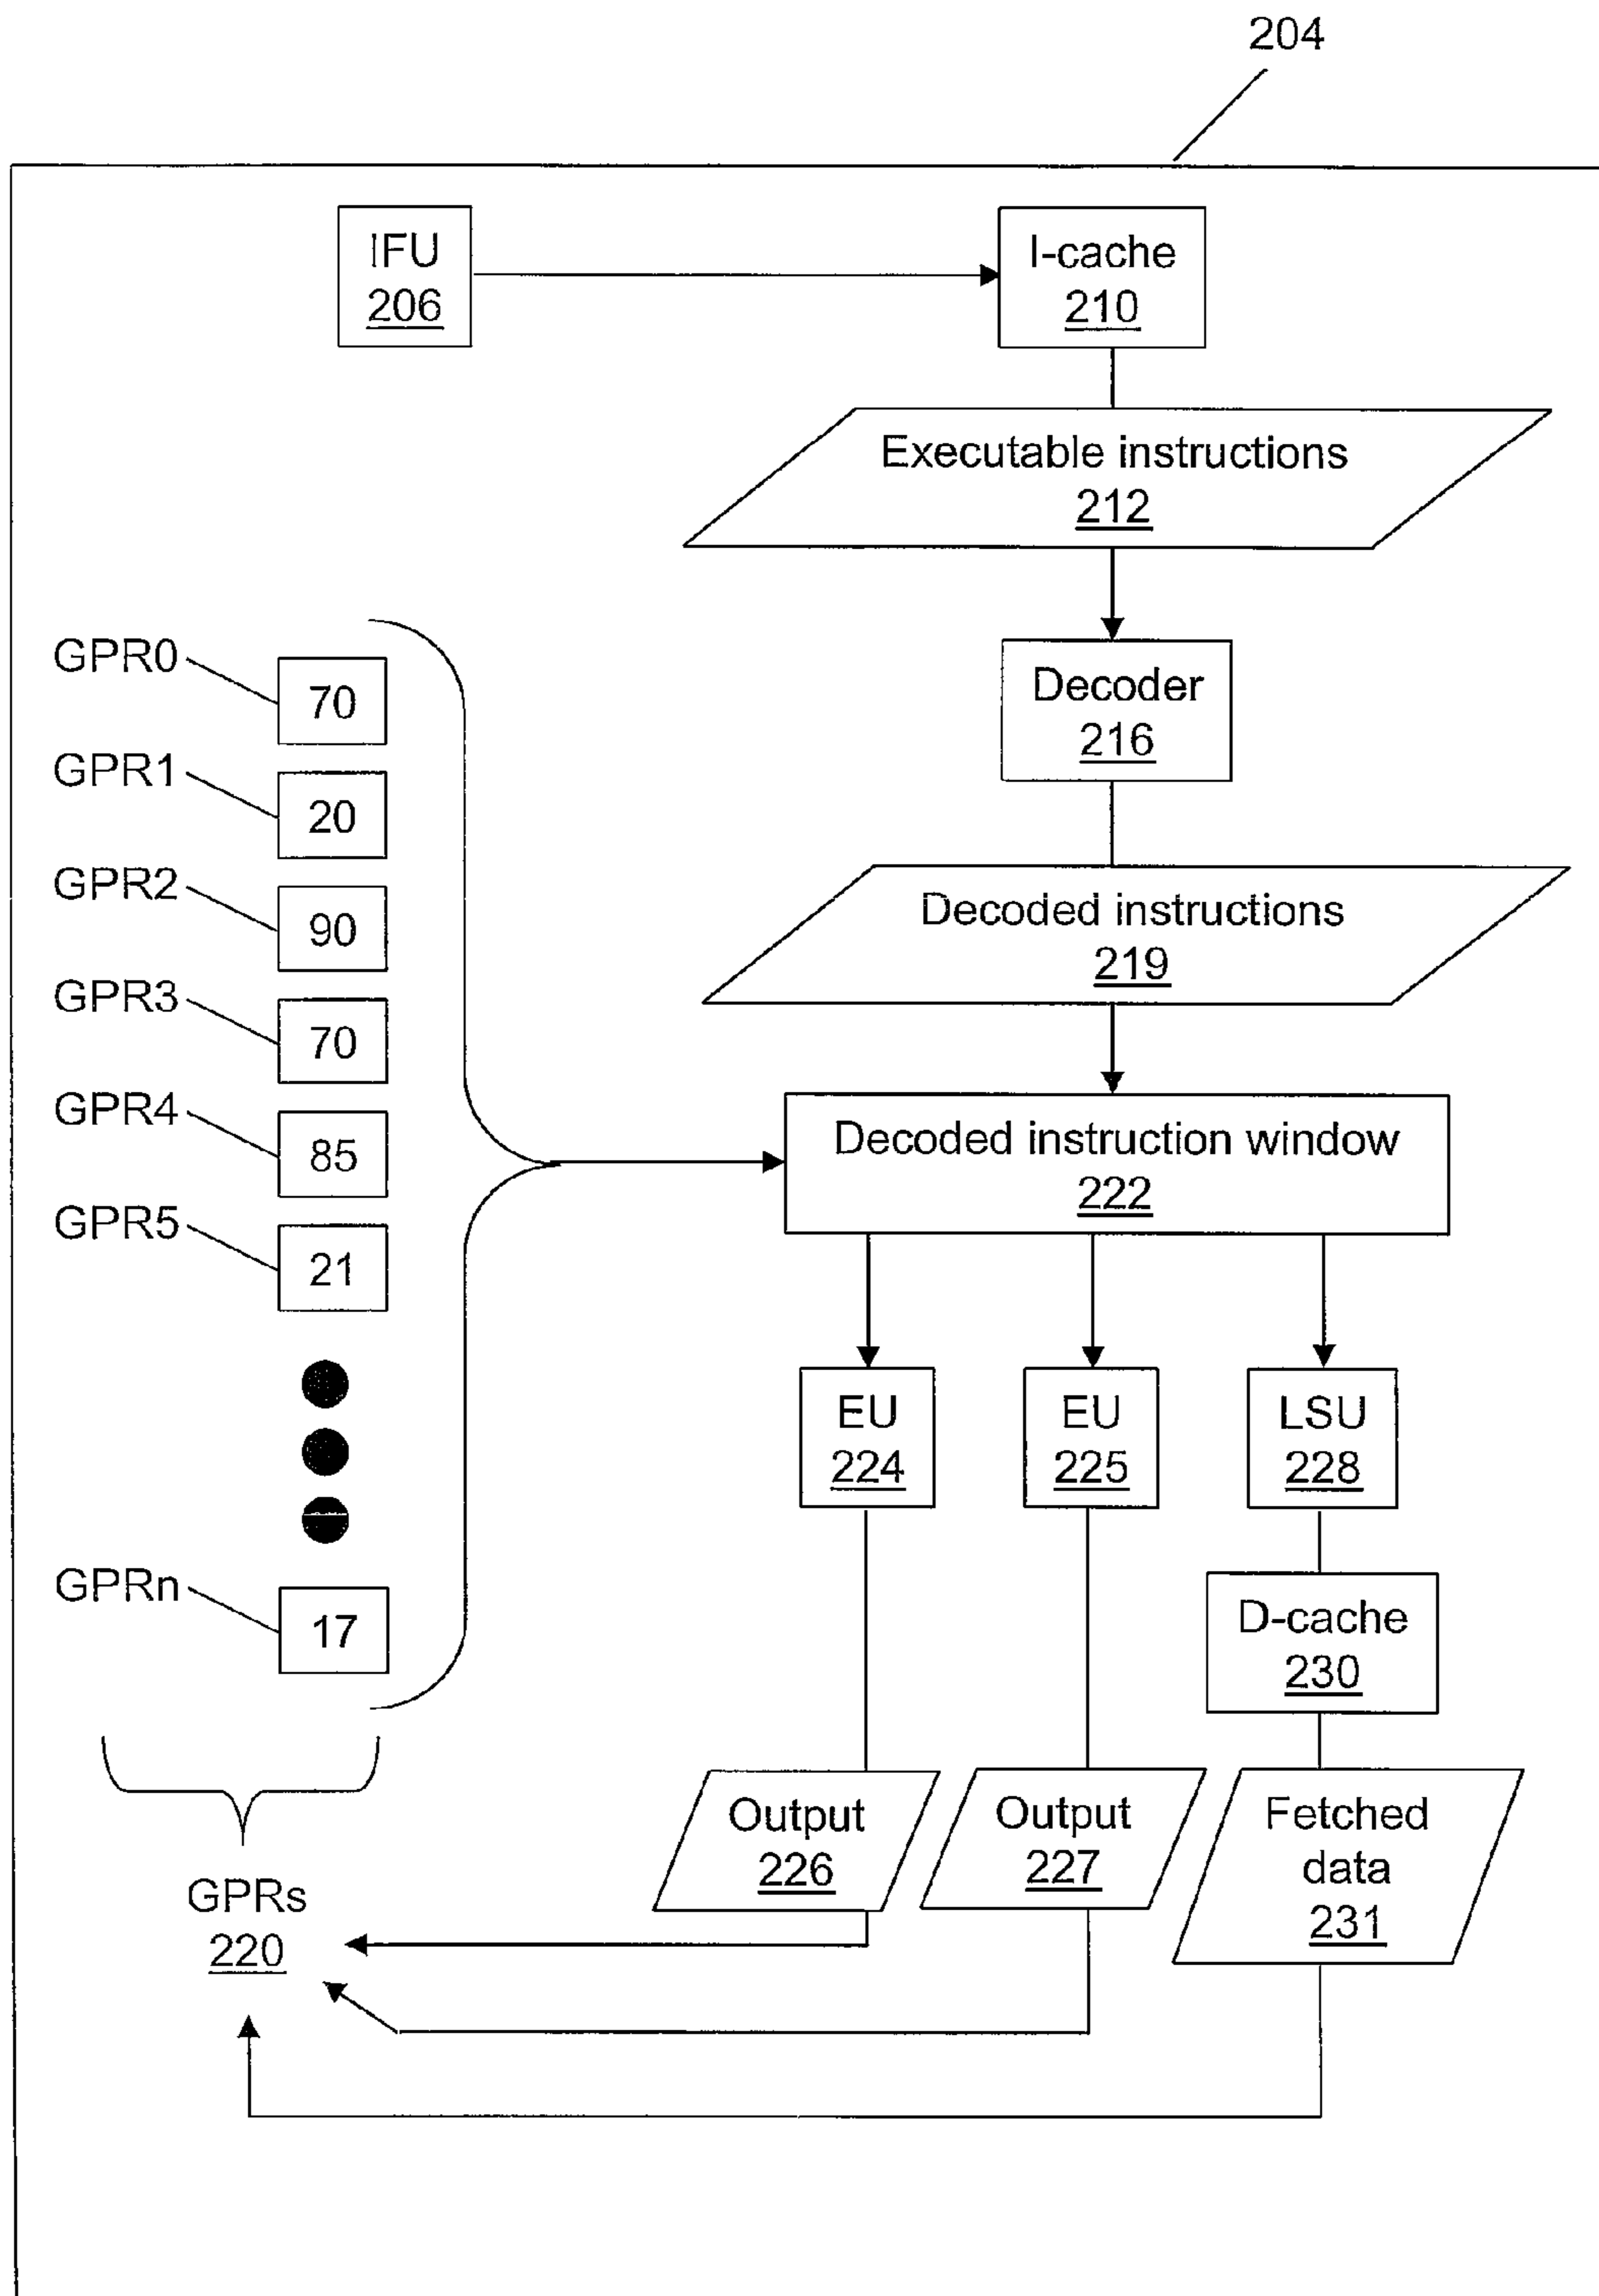 204
IFU
206
I-cache
210
Executable instructions
212
GPR0
70
Decoder
216
GPR1
20
GPR2
90
Decoded instructions
219
GPR3
70
GPR4
85
Decoded instruction window
222
GPR5
21
EU
224
EU
225
LSU
228
GPRn
17
D-cache
230
Output
226
Output
227
Fetched
data
231
GPRs
220